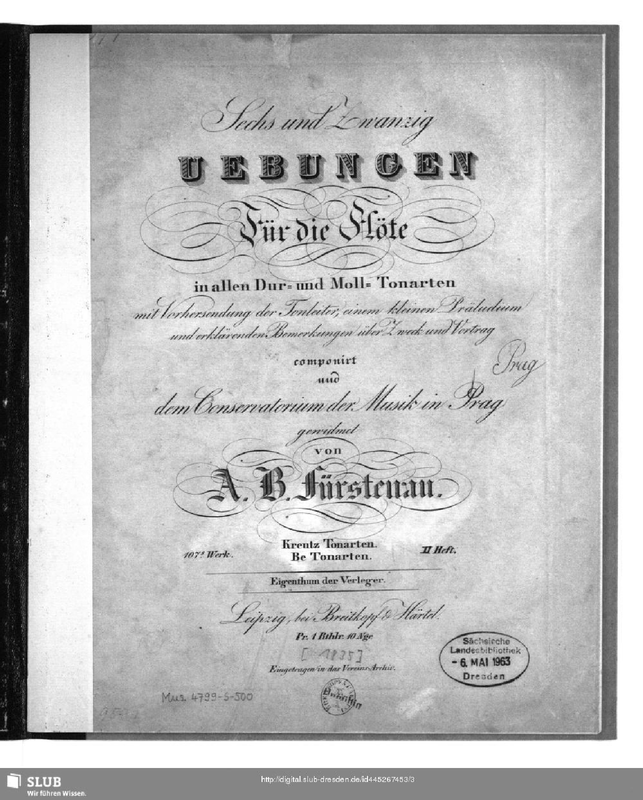 Sechs und Zwanzig
UEBUNGEN
Für die Flöte
in allen Dur= und Moll= Tonarten
mit Vorhersendung der Tonleiter, einem kleinen Präludium
und erklärenden Bemerkungen über Zweck und Vortrag
componirt
und
Prag
dem Conservatorium der Musik in Prag
gewidmet
von
A. B. Fürstenau.
Kreutz Tonarten.
107s Werk. Be Tonarten. II Heft.
Eigenthum der Verleger.
Leipzig, bei Breitkopf & Härtel.
Pr. 1 Rthlr. 10 Nge
[ 1835]
Eingetragen in das Vereins-Archiv.
Sächsische
Landesbibliothek
- 6. MAI 1963
Dresden
Mus. 4799-S-500
SLUB
Wir führen Wissen.
http://digital.slub-dresden.de/id445267453/3